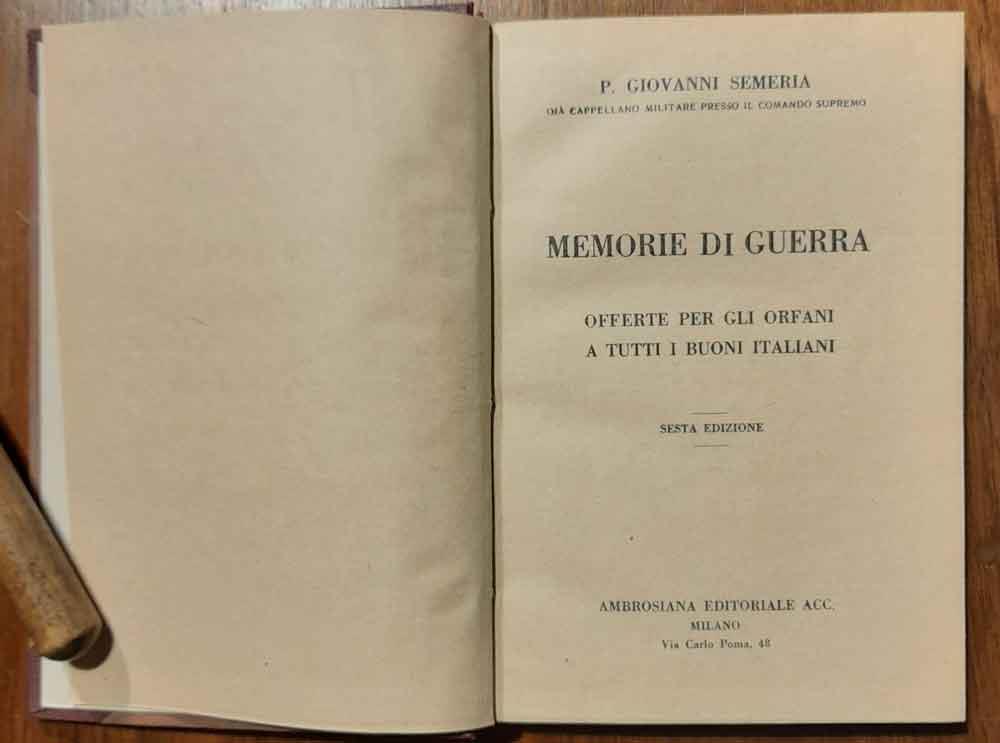 P. GIOVANNI SEMERIA
GIÀ CAPPELLANO MILITARE PRESSO IL COMANDO SUPREMO
MEMORIE DI GUERRA
OFFERTE PER GLI ORFANI
A TUTTI I BUONI ITALIANI
SESTA EDIZIONE
AMBROSIANA EDITORIALE ACC.
MILANO
Via Carlo Poma, 48